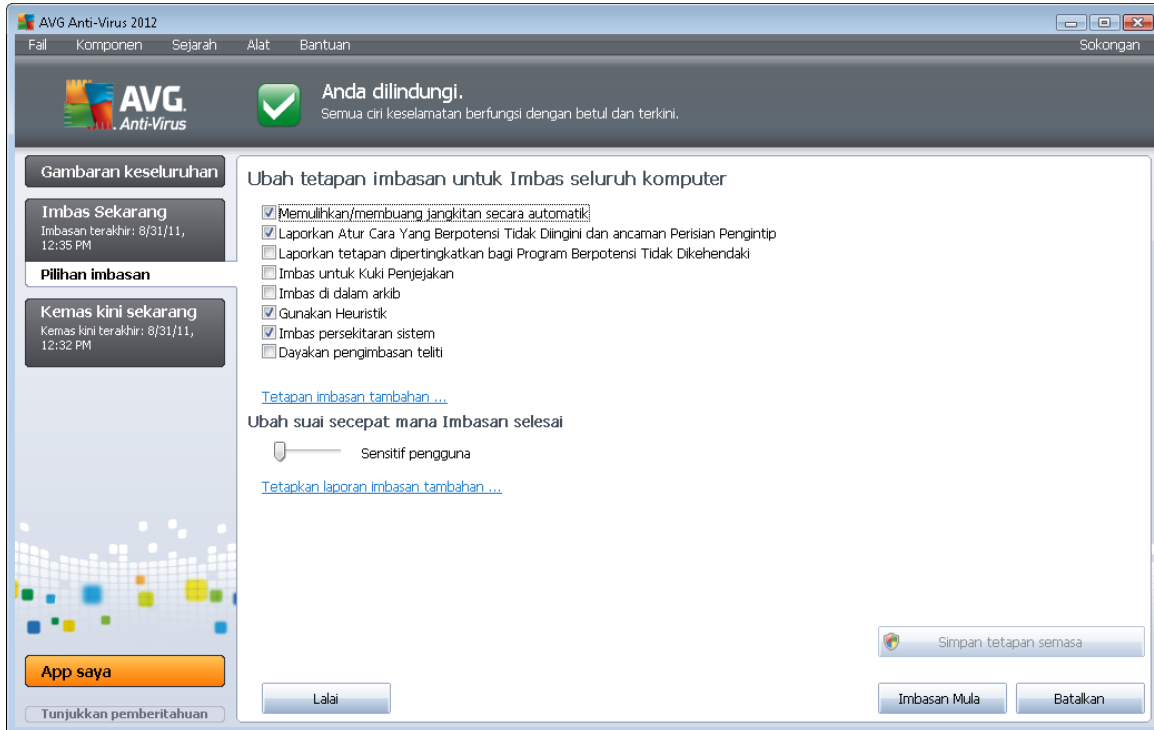 AVG Anti-Virus 2012
Fail Komponen Sejarah Alat Bantuan Sokongan
AVG.
Anti-Virus
Anda dilindungi.
Semua ciri keselamatan berfungsi dengan betul dan terkini.
Gambaran keseluruhan
Imbas Sekarang
Imbasan terakhir: 8/31/11,
12:35 PM
Pilihan imbasan
Kemas kini sekarang
Kemas kini terakhir: 8/31/11,
12:32 PM
App saya
Tunjukkan pemberitahuan
Ubah tetapan imbasan untuk Imbas seluruh komputer
Memulihkan/membuang jangkitan secara automatik
Laporkan Atur Cara Yang Berpotensi Tidak Diingini dan ancaman Perisian Pengintip
Laporkan tetapan dipertingkatkan bagi Program Berpotensi Tidak Dikehendaki
Imbas untuk Kuki Penjejakan
Imbas di dalam arkib
Gunakan Heuristik
Imbas persekitaran sistem
Dayakan pengimbasan teliti
Tetapan imbasan tambahan ...
Ubah suai secepat mana Imbasan selesai
Sensitif pengguna
Tetapkan laporan imbasan tambahan ...
Simpan tetapan semasa
Lalai
Imbasan Mula
Batalkan